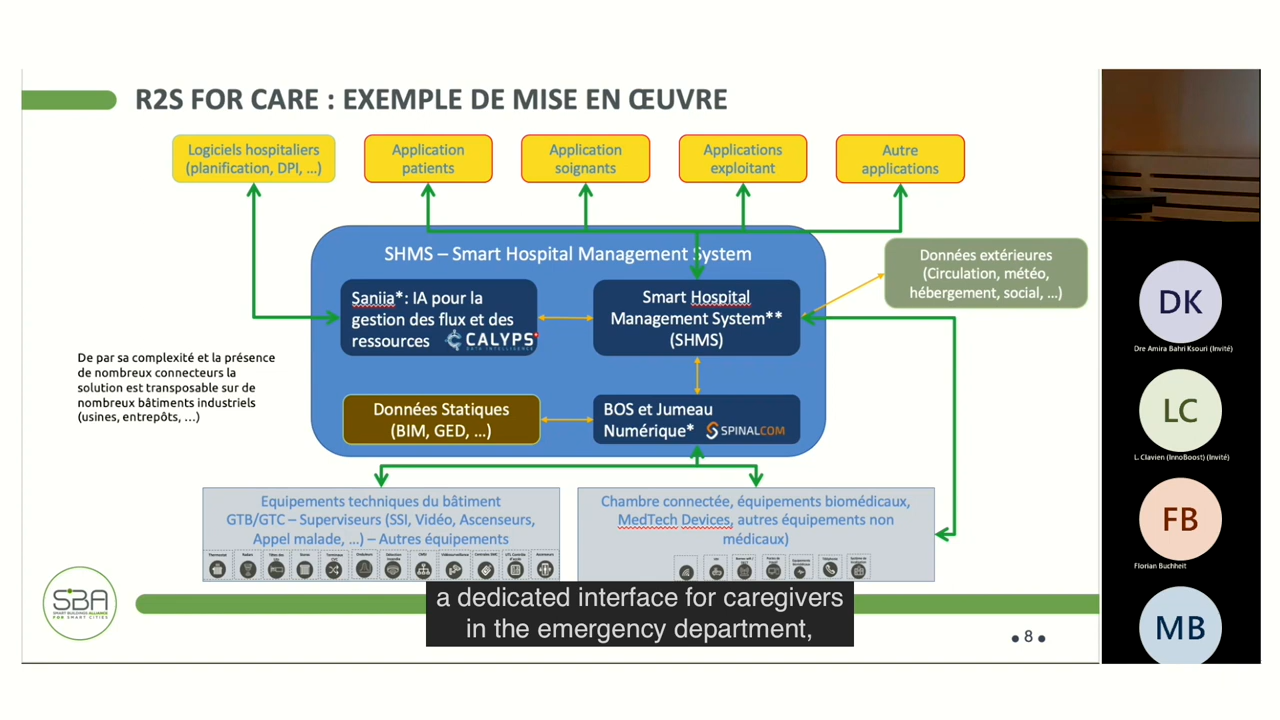 R2S FOR CARE : EXEMPLE DE MISE EN ŒUVRE
Logiciels hospitaliers
(planification, DPI, ...)
Application
patients
Application
soignants
Applications
exploitant
Autre
applications
SHMS – Smart Hospital Management System
Données extérieures
(Circulation, météo,
hébergement, social, ...)
Saniia*: IA pour la
gestion des flux et des
ressources
CALYPS
Smart Hospital
Management System**
(SHMS)
De par sa complexité et la présence
de nombreux connecteurs la
solution est transposable sur de
nombreux bâtiments industriels
(usines, entrepôts, ...)
Données Statiques
(BIM, GED, ...)
BOS et Jumeau
Numérique*
SPINALCOM
Equipements techniques du bâtiment
GTB/GTC – Superviseurs (SSI, Vidéo, Ascenseurs,
Appel malade, ...) – Autres équipements
Chambre connectée, équipements biomédicaux,
MedTech Devices, autres équipements non
médicaux)
SBA
SMART BUILDINGS ALLIANCE
FOR SMART CITIES
a dedicated interface for caregivers
in the emergency department,
8
DK
Dre Amira Bahri Ksouri (Invité)
LC
L. Clavien (InnoBoost) (Invité)
FB
Florian Buchheit
MB